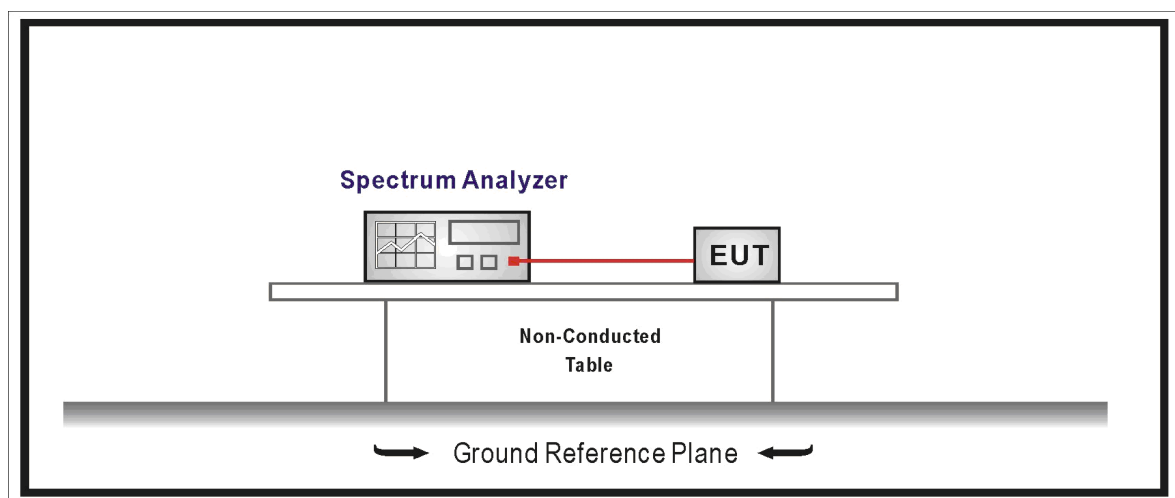 Spectrum Analyzer
EUT
Non-Conducted
Table
Ground Reference Plane